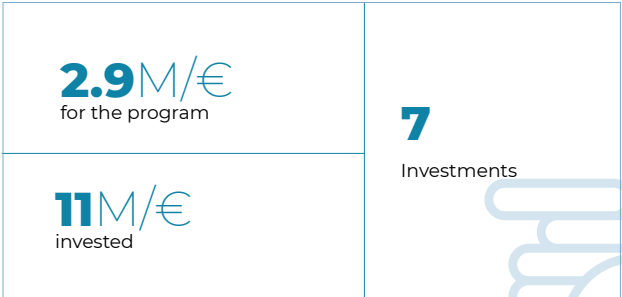 2.9M/€
for the program
11M/€
invested
7
Investments